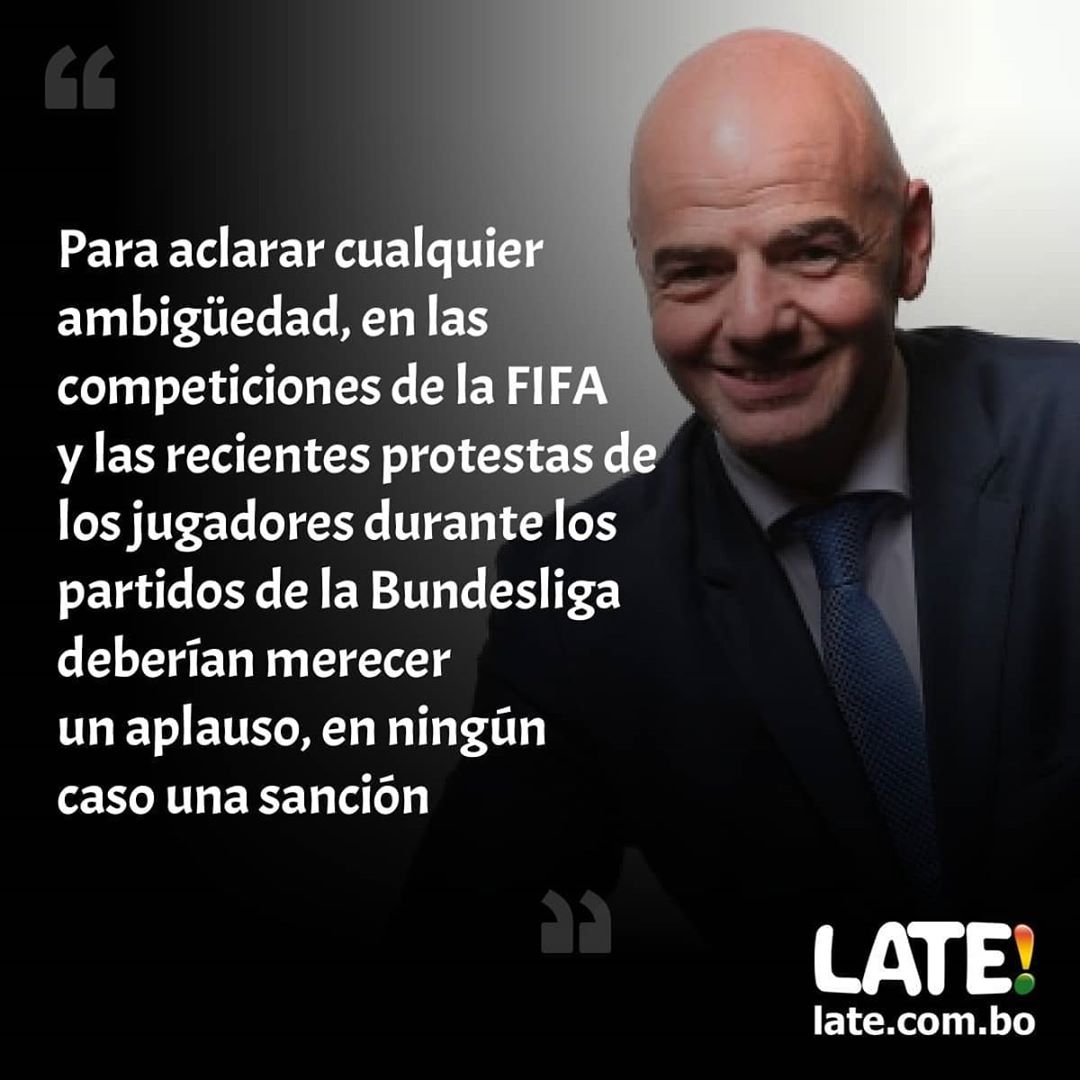 Para aclarar cualquier
ambigüedad, en las
competiciones de la FIFA
y las recientes protestas de
los jugadores durante los
partidos de la Bundesliga
deberían merecer
un aplauso, en ningún
caso una sanción
LATE!
late.com.bo